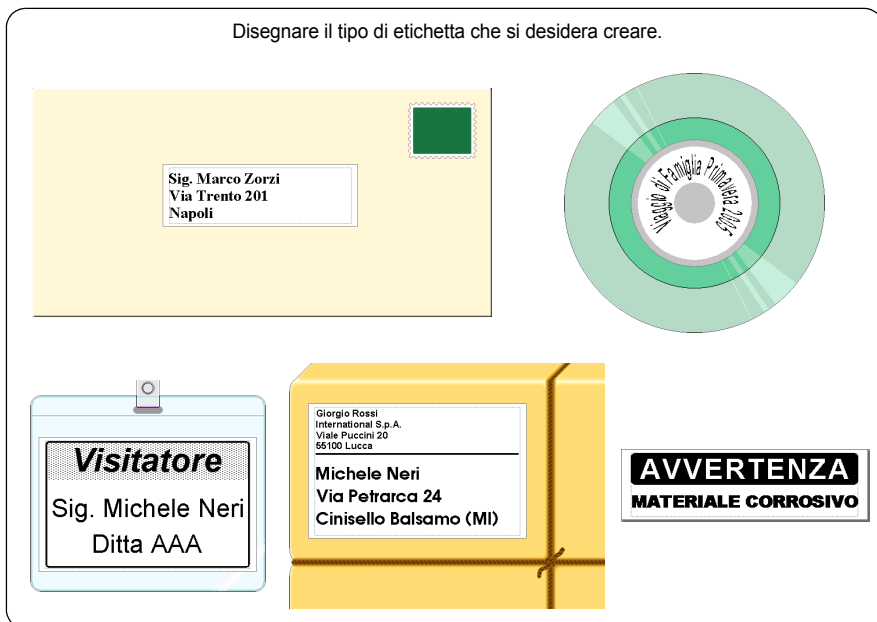 Disegnare il tipo di etichetta che si desidera creare.
Sig. Marco Zorzi
Via Trento 201
Napoli
Viaggio di Famiglia Primavera 2005
Visitatore
Sig. Michele Neri
Ditta AAA
Giorgio Rossi
International S.p.A.
Viale Puccini 20
55100 Lucca
Michele Neri
Via Petrarca 24
Cinisello Balsamo (MI)
AVVERTENZA
MATERIALE CORROSIVO